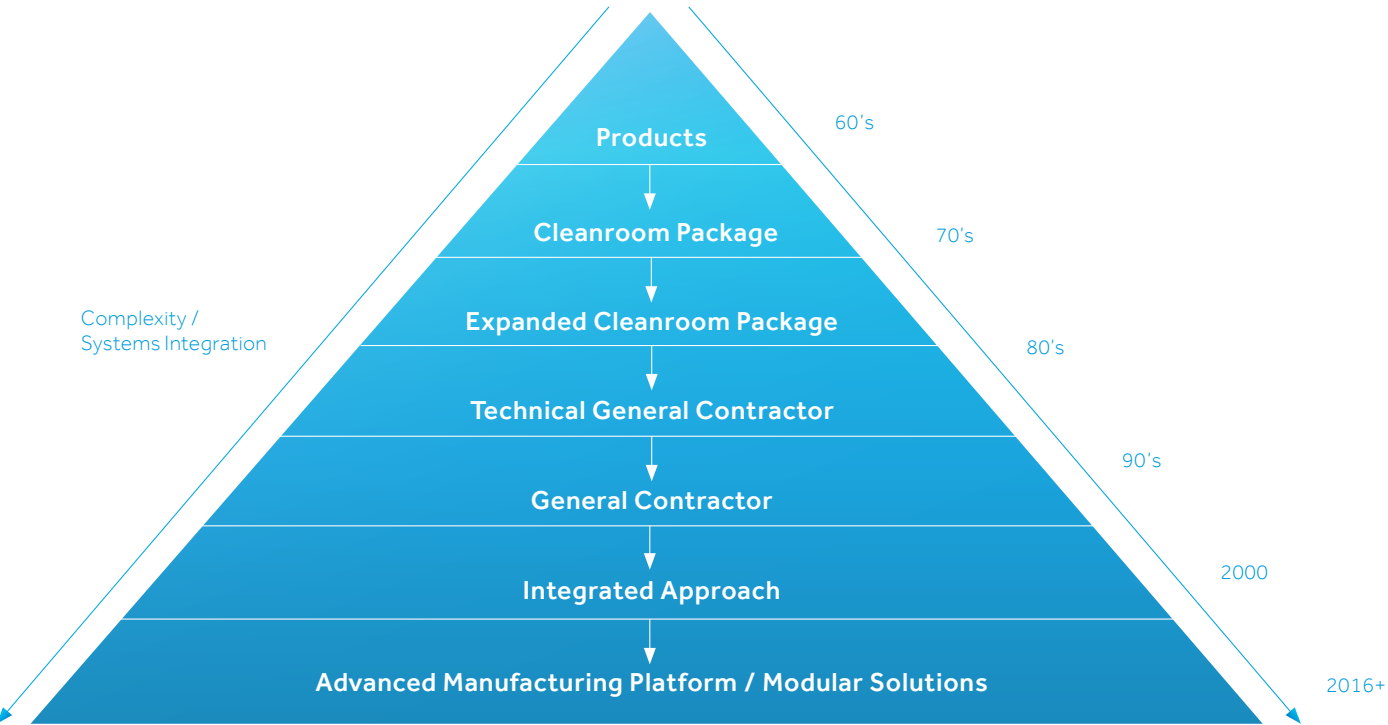 60's
Products
Cleanroom Package
70's
Complexity /
Systems Integration
Expanded Cleanroom Package
80's
Technical General Contractor
90's
General Contractor
2000
Integrated Approach
Advanced Manufacturing Platform / Modular Solutions
2016+